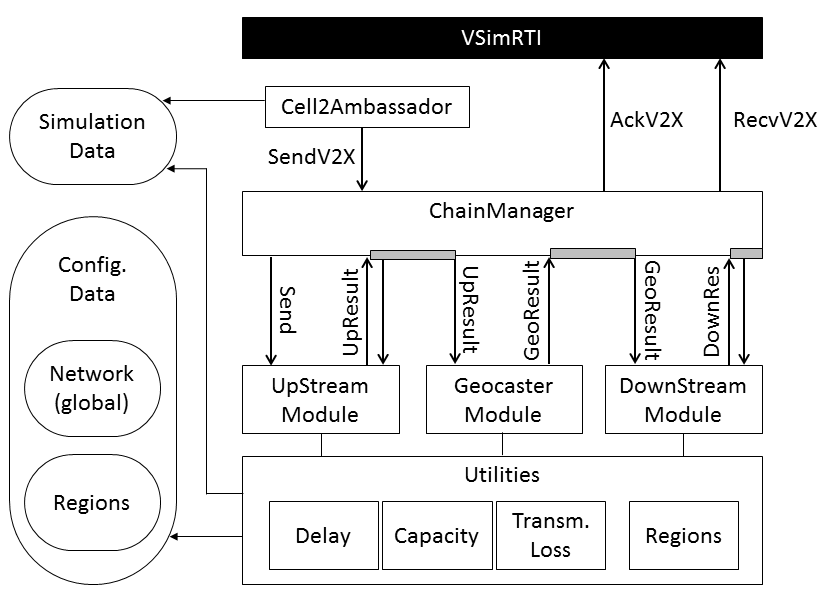 VSimRTI
Cell2Ambassador
Simulation
Data
SendV2X
AckV2X
RecvV2X
ChainManager
Config.
Data
Send
UpResult
UpResult
GeoResult
GeoResult
DownRes
Network
(global)
UpStream
Module
Geocaster
Module
DownStream
Module
Utilities
Regions
Delay
Capacity
Transm.
Loss
Regions